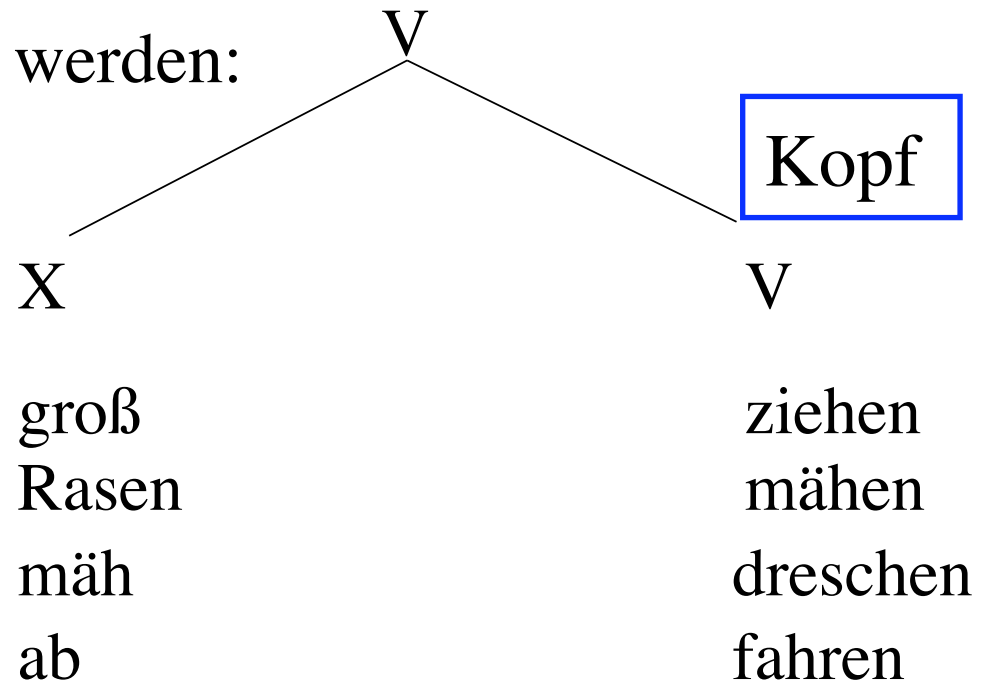 werden:
V
Kopf
X
V
groß
ziehen
Rasen
mähen
mäh
dreschen
ab
fahren